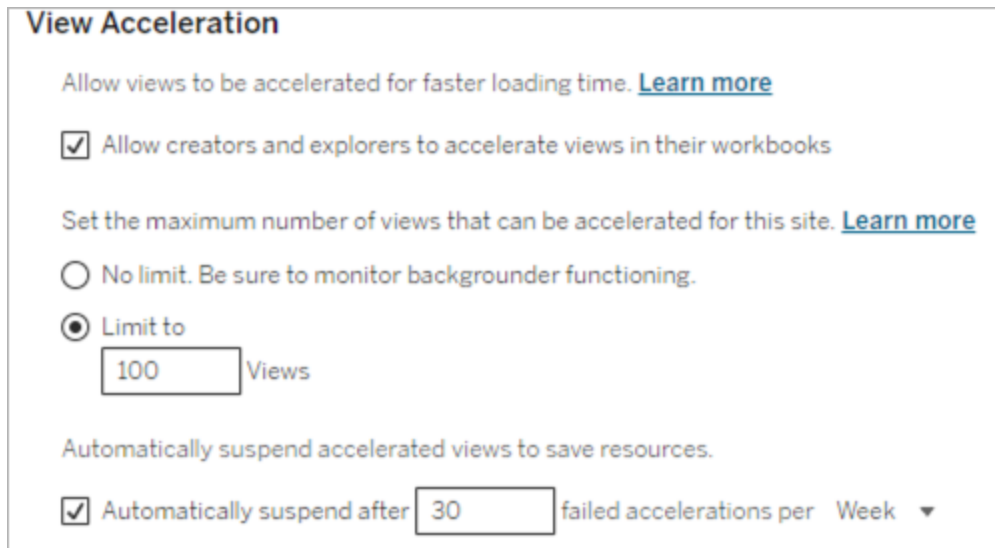 View Acceleration
Allow views to be accelerated for faster loading time. Learn more
Allow creators and explorers to accelerate views in their workbooks
Set the maximum number of views that can be accelerated for this site. Learn more
No limit. Be sure to monitor backgrounder functioning.
Limit to
100 Views
Automatically suspend accelerated views to save resources.
Automatically suspend after 30 failed accelerations per Week